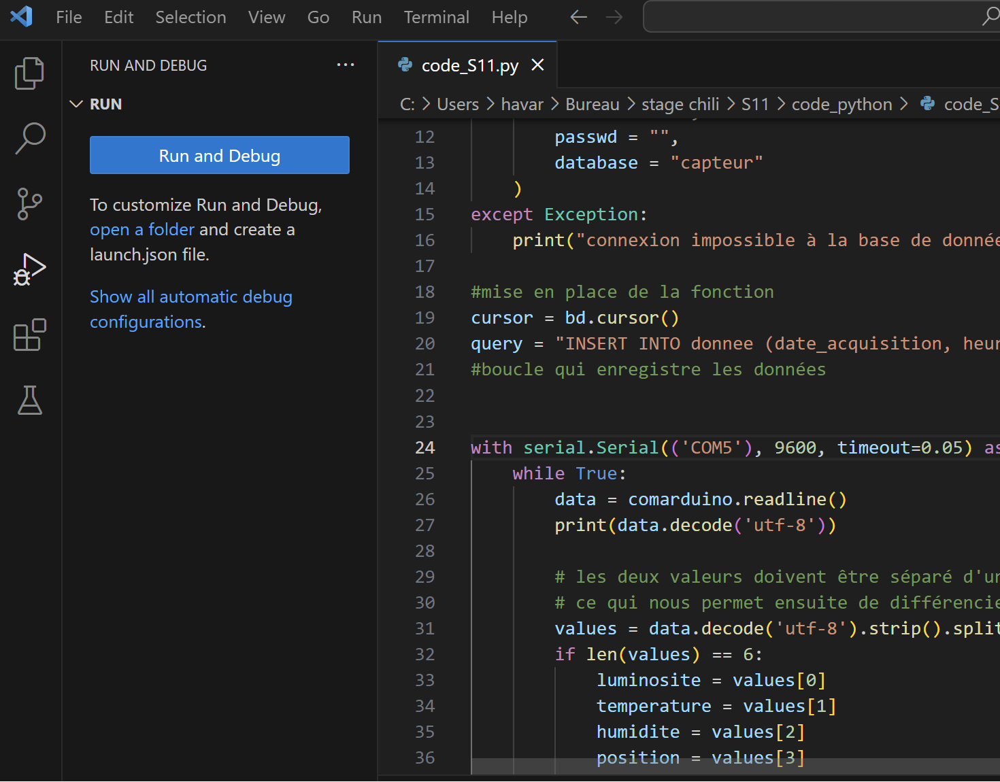 File Edit Selection View Go Run Terminal Help
RUN AND DEBUG
RUN
Run and Debug
To customize Run and Debug,
open a folder and create a
launch.json file.
Show all automatic debug
configurations.
code_S11.py
C: > Users > havar > Bureau > stage chili > S11 > code_python > code_S
12 passwd = "",
13 database = "capteur"
14 )
15 except Exception:
16 print("connexion impossible à la base de donnée
17
18 #mise en place de la fonction
19 cursor = bd.cursor()
20 query = "INSERT INTO donnee (date_acquisition, heur
21 #boucle qui enregistre les données
22
23
24 with serial.Serial(('COM5'), 9600, timeout=0.05) as
25 while True:
26 data = comarduino.readline()
27 print(data.decode('utf-8'))
28
29 # les deux valeurs doivent être séparé d'un
30 # ce qui nous permet ensuite de différencie
31 values = data.decode('utf-8').strip().split
32 if len(values) == 6:
33 luminosite = values[0]
34 temperature = values[1]
35 humidite = values[2]
36 position = values[3]